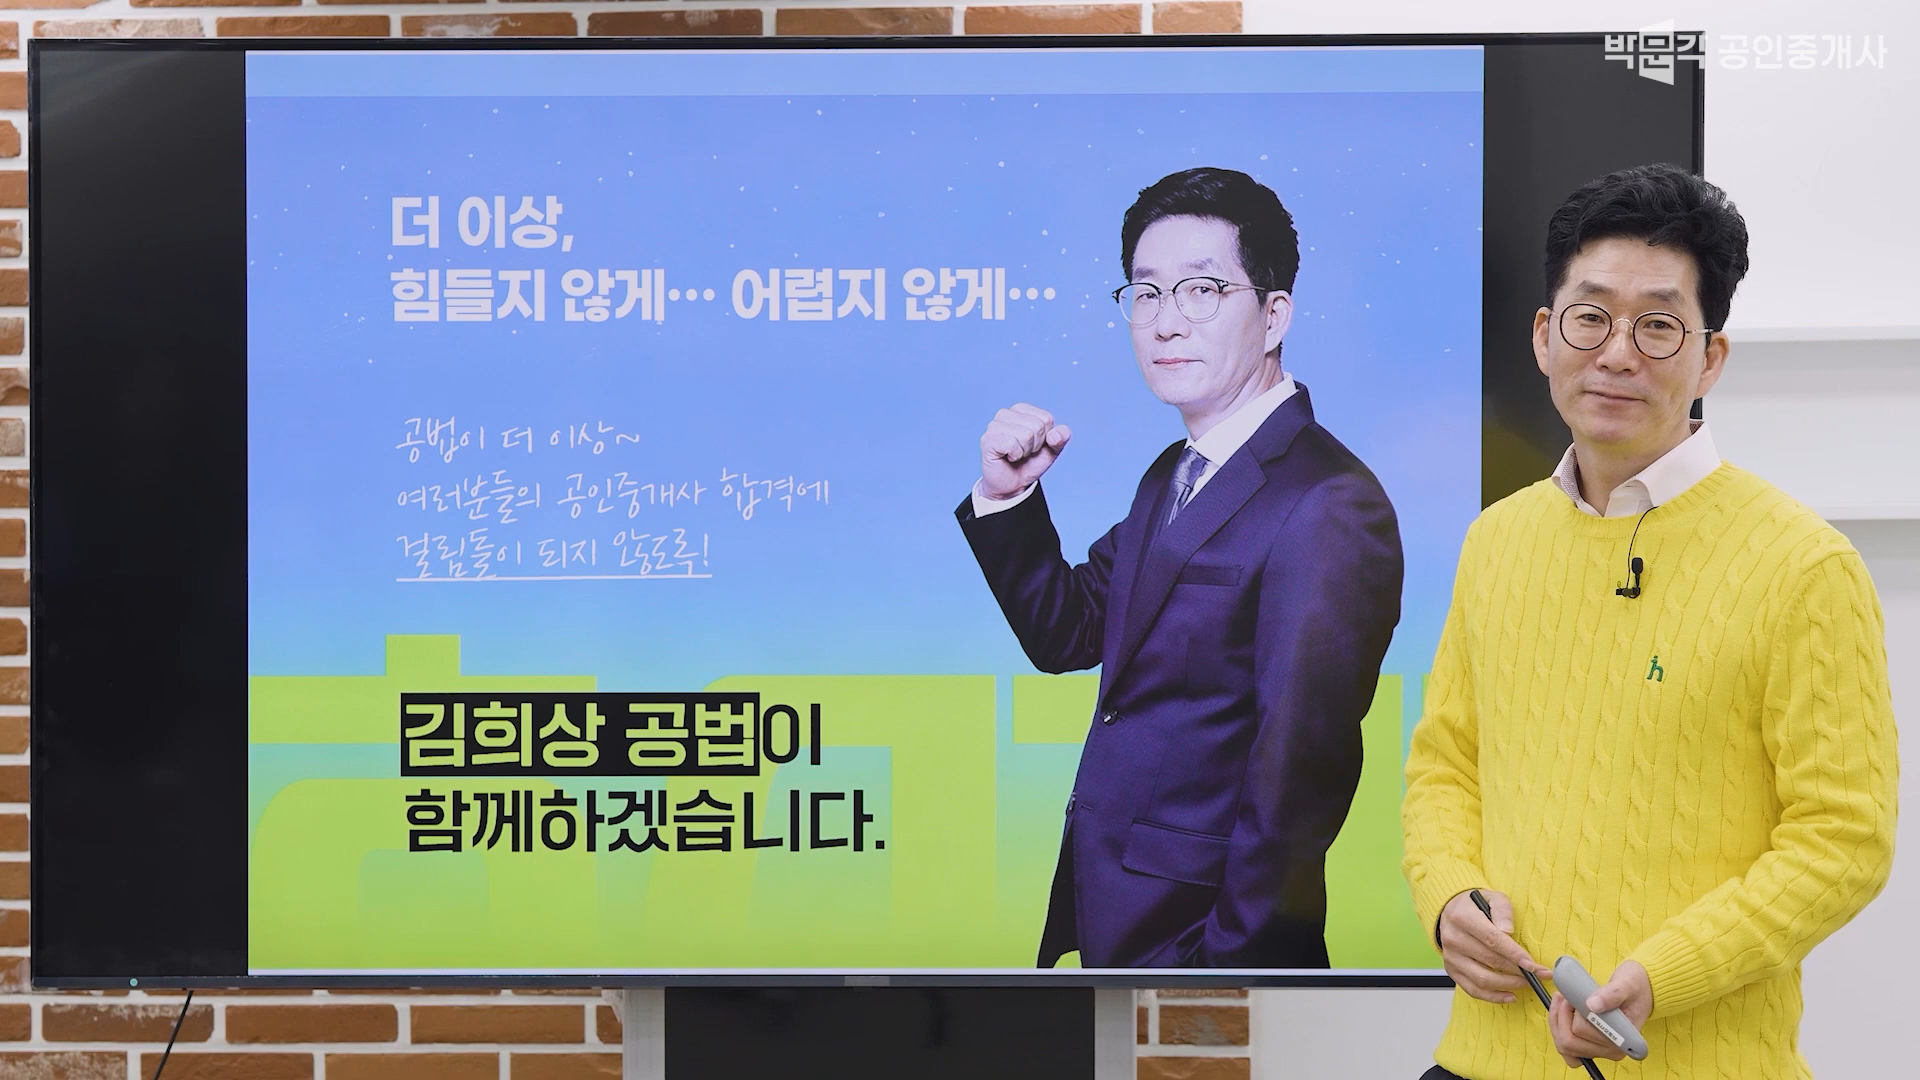 박문각 공인중개사
더 이상,
힘들지 않게… 어렵지 않게…
공법이 더 이상~
여러분들의 공인중개사 합격에
걸림돌이 되지 않도록!
김희상 공법이
함께하겠습니다.
h